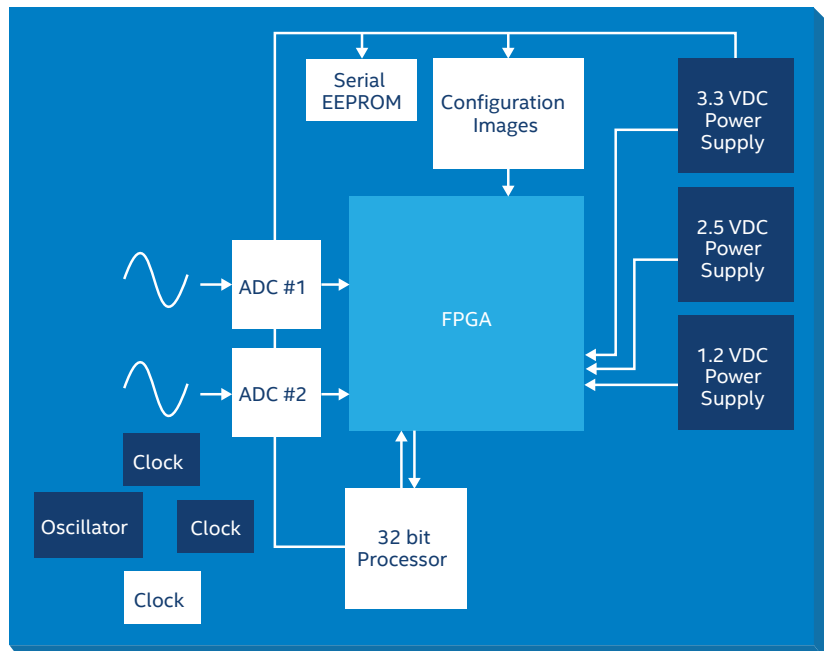 Serial
EEPROM
Configuration
Images
3.3 VDC
Power
Supply
2.5 VDC
Power
Supply
ADC #1
FPGA
1.2 VDC
Power
Supply
ADC #2
Clock
Oscillator
Clock
32 bit
Processor
Clock